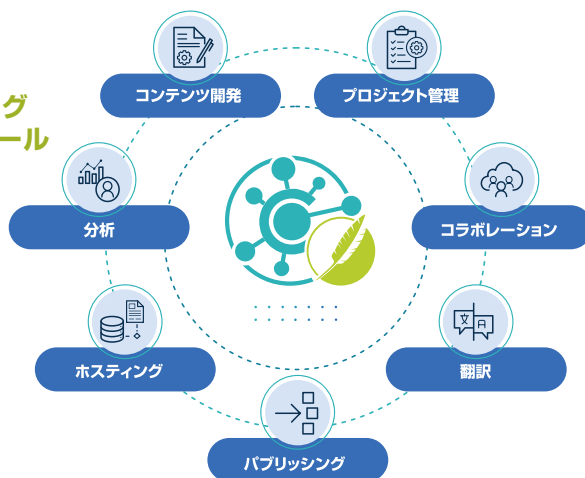 グ
ール
コンテンツ開発
プロジェクト管理
分析
コラボレーション
ホスティング
翻訳
パブリッシング
文
A